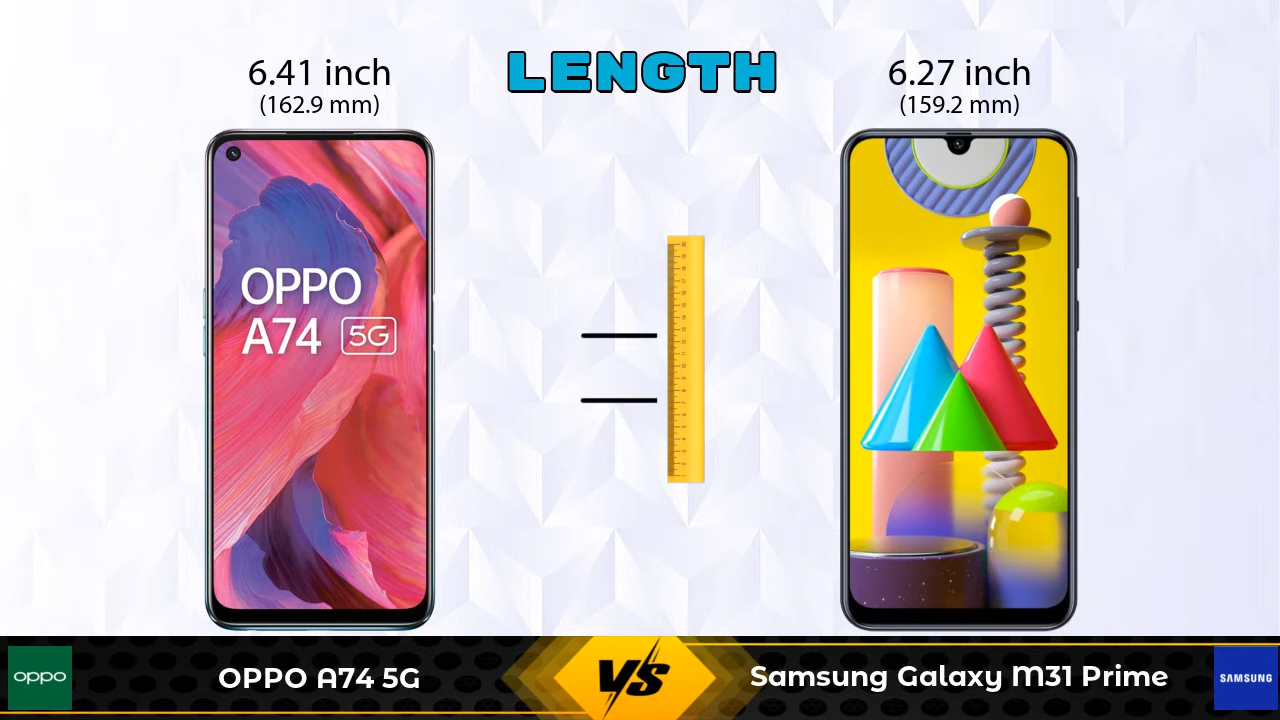 LENGTH
6.41 inch
(162.9 mm)
6.27 inch
(159.2 mm)
OPPO
A74 5G
oppo
OPPO A74 5G
VS
Samsung Galaxy M31 Prime
SAMSUNG